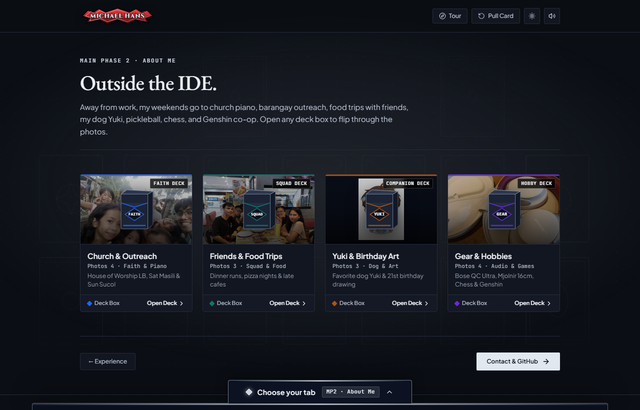 MICHAEL HANS
Tour
Pull Card
MAIN PHASE 2 · ABOUT ME
Outside the IDE.
Away from work, my weekends go to church piano, barangay outreach, food trips with friends,
my dog Yuki, pickleball, chess, and Genshin co-op. Open any deck box to flip through the
photos.
FAITH DECK
FAITH
Church & Outreach
Photos 4 · Faith & Piano
House of Worship LB, Sat Masili &
Sun Sucol
Deck Box
Open Deck
SQUAD DECK
SQUAD
Friends & Food Trips
Photos 3 · Squad & Food
Dinner runs, pizza nights & late
cafes
Deck Box
Open Deck
COMPANION DECK
YUKI
Yuki & Birthday Art
Photos 3 · Dog & Art
Favorite dog Yuki & 21st birthday
drawing
Deck Box
Open Deck
HOBBY DECK
GEAR
Gear & Hobbies
Photos 4 · Audio & Games
Bose QC Ultra, Mjolnir 16cm,
Chess & Genshin
Deck Box
Open Deck
← Experience
Contact & GitHub →
Choose your tab
MP2 · About Me